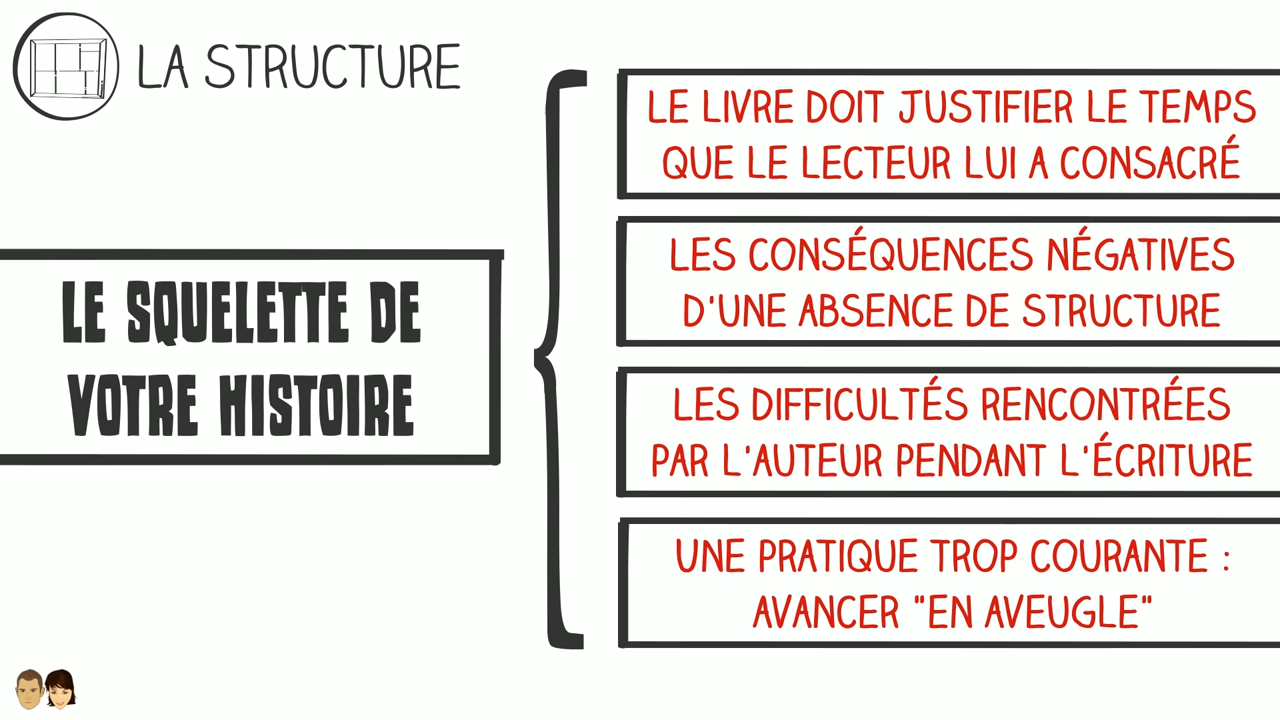 LA STRUCTURE
LE SQUELETTE DE
VOTRE HISTOIRE
LE LIVRE DOIT JUSTIFIER LE TEMPS
QUE LE LECTEUR LUI A CONSACRÉ
LES CONSÉQUENCES NÉGATIVES
D'UNE ABSENCE DE STRUCTURE
LES DIFFICULTÉS RENCONTRÉES
PAR L'AUTEUR PENDANT L'ÉCRITURE
UNE PRATIQUE TROP COURANTE :
AVANCER "EN AVEUGLE"